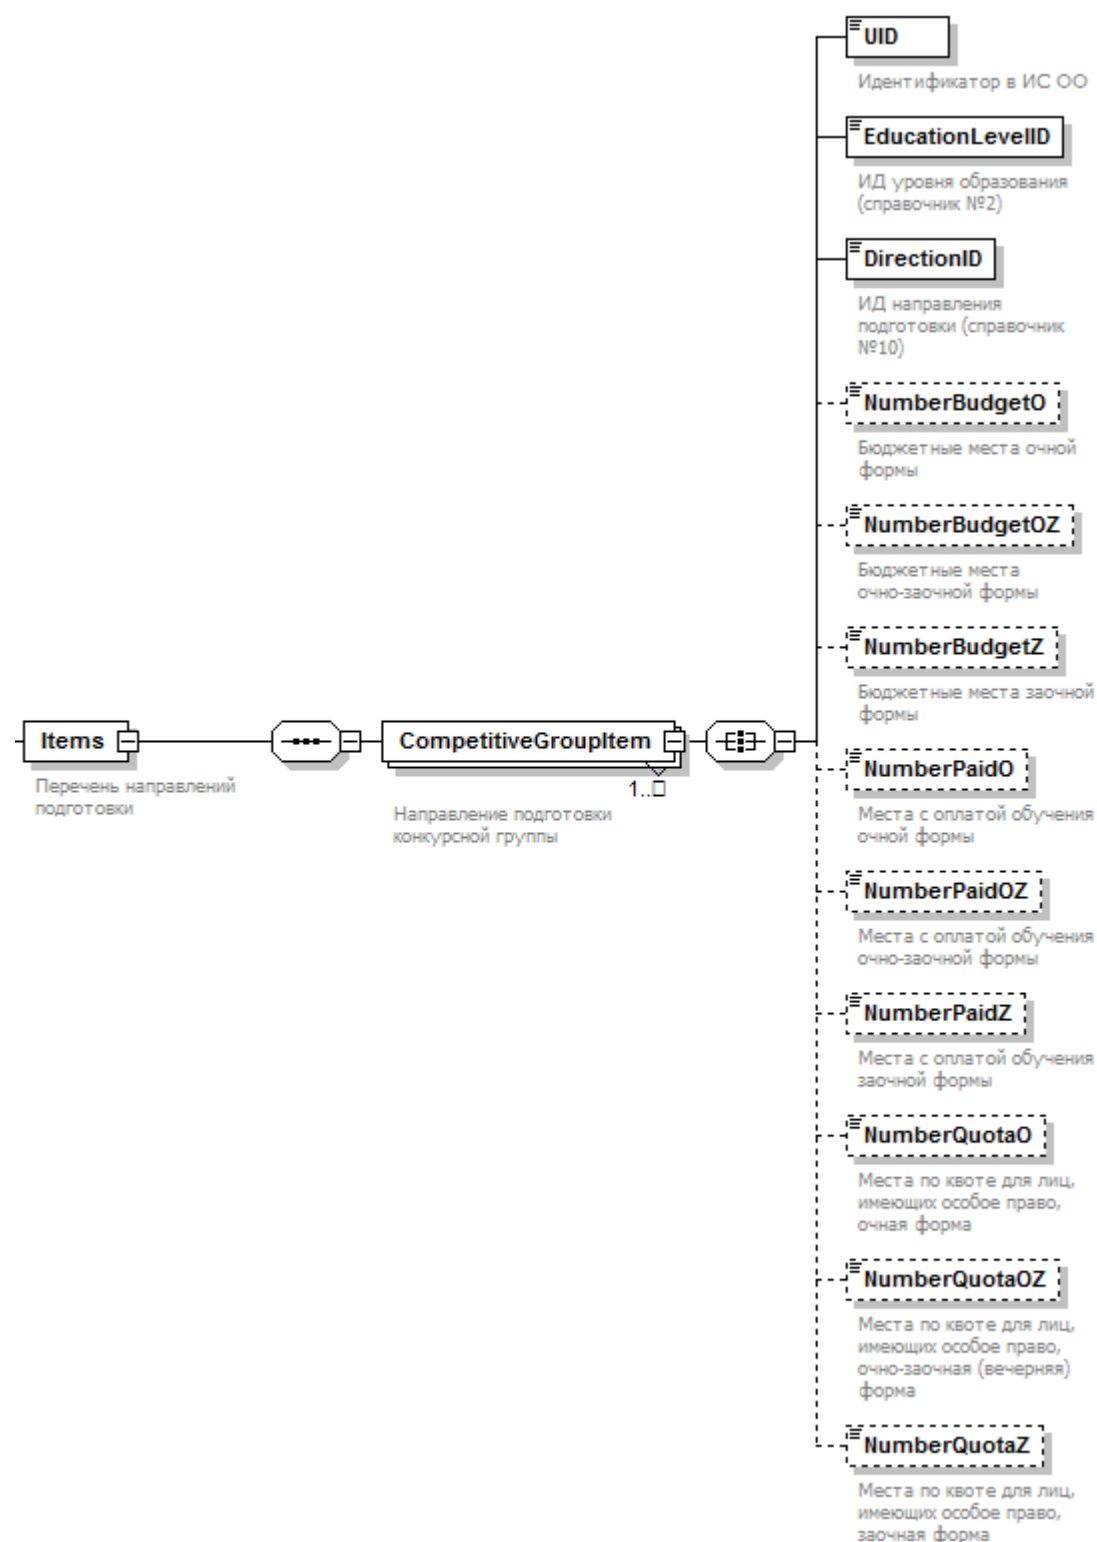 UID
Идентификатор в ИС ОО
EducationLevelID
ИД уровня образования
(справочник №2)
DirectionID
ИД направления
подготовки (справочник
№10)
NumberBudgetO
Бюджетные места очной
формы
NumberBudgetOZ
Бюджетные места
очно-заочной формы
NumberBudgetZ
Бюджетные места заочной
формы
Items
Перечень направлений
подготовки
CompetitiveGroupItem
1..□
Направление подготовки
конкурсной группы
NumberPaidO
Места с оплатой обучения
очной формы
NumberPaidOZ
Места с оплатой обучения
очно-заочной формы
NumberPaidZ
Места с оплатой обучения
заочной формы
NumberQuotaO
Места по квоте для лиц,
имеющих особое право,
очная форма
NumberQuotaOZ
Места по квоте для лиц,
имеющих особое право,
очно-заочная (вечерняя)
форма
NumberQuotaZ
Места по квоте для лиц,
имеющих особое право,
заочная форма